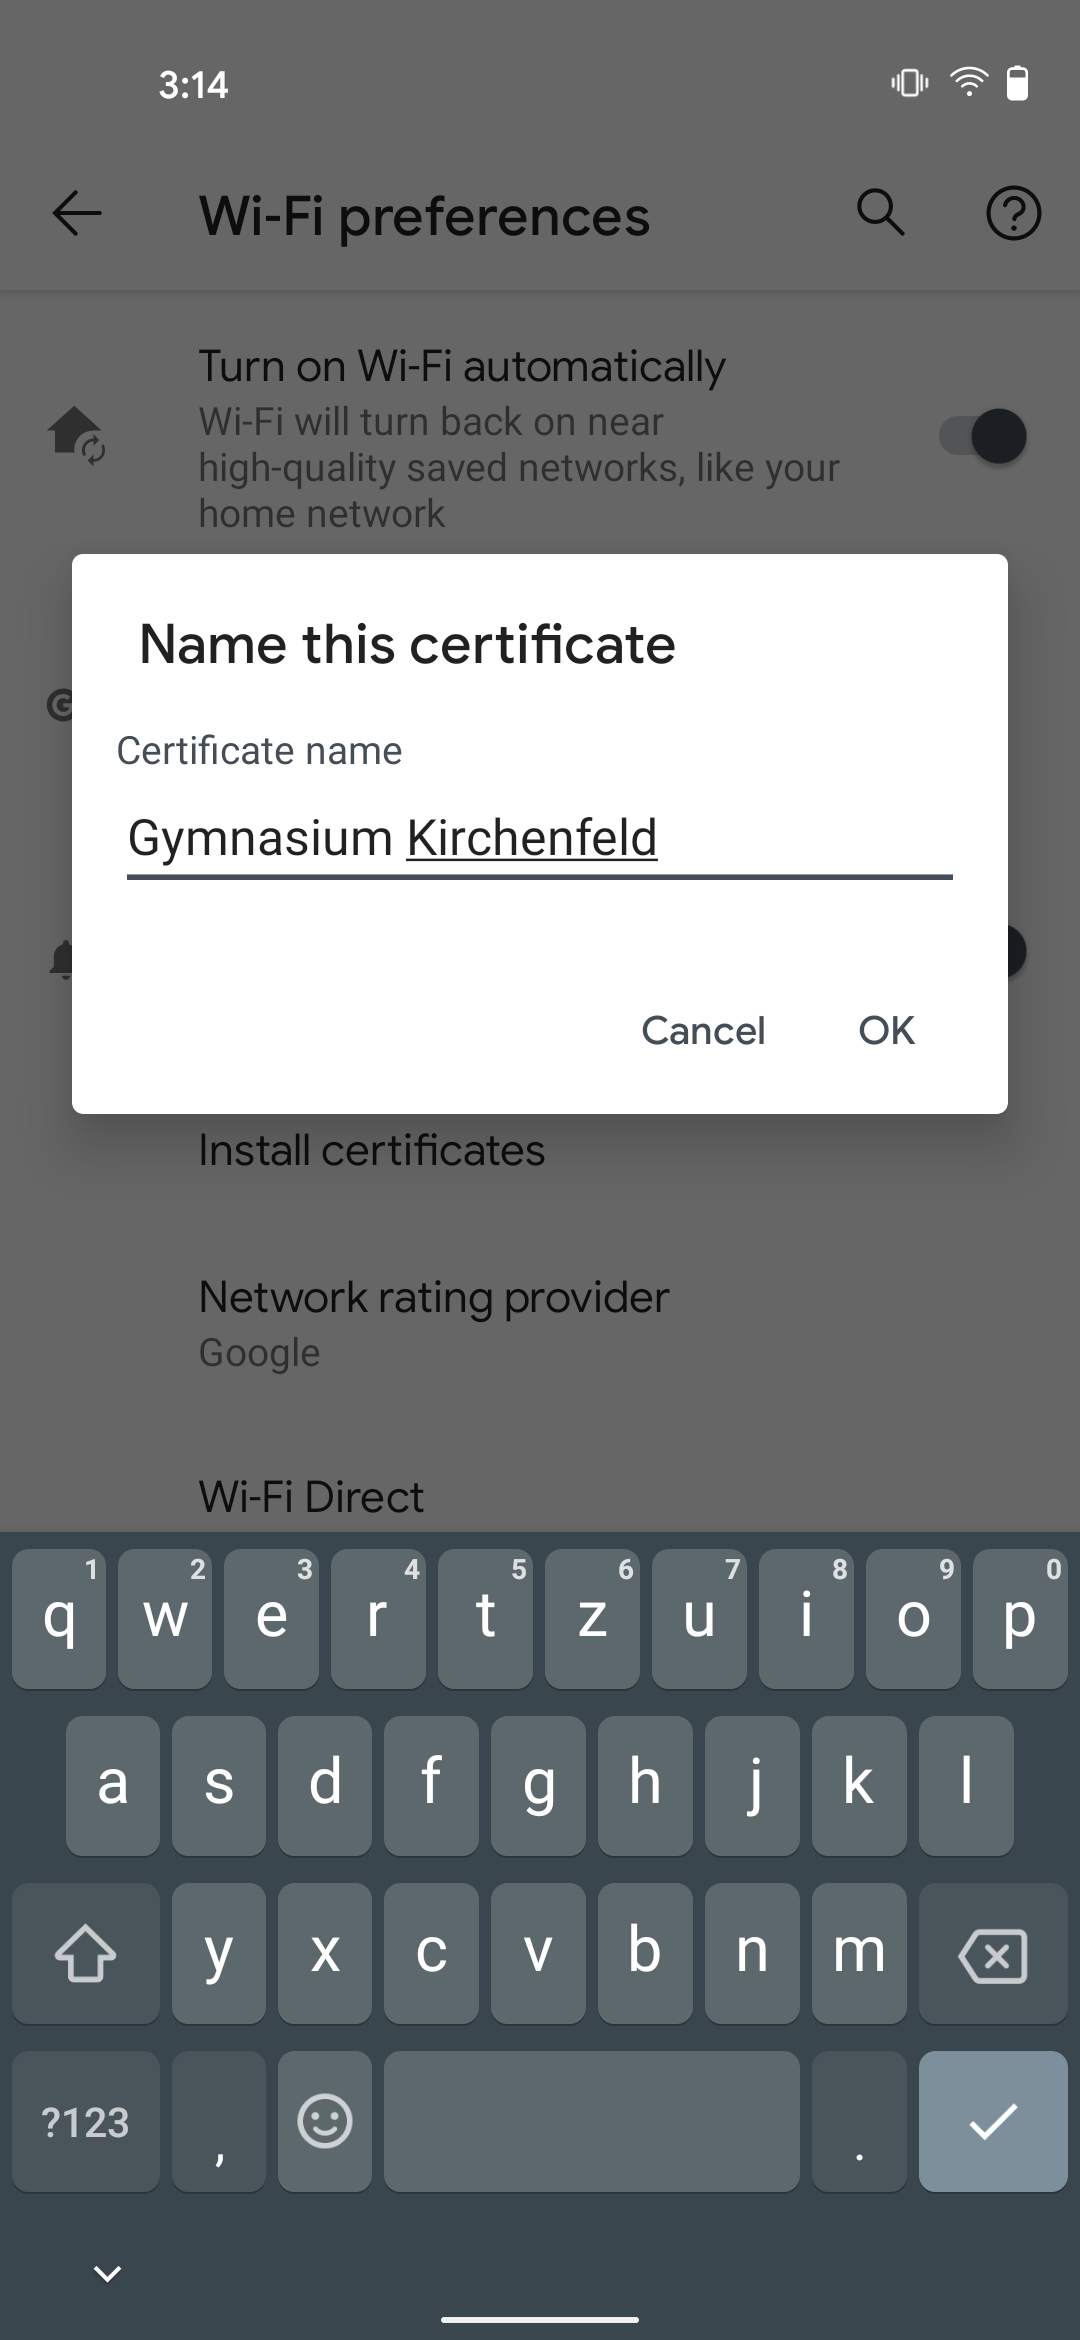 3:14
Wi-Fi preferences
Turn on Wi-Fi automatically
Wi-Fi will turn back on near
high-quality saved networks, like your
home network
Name this certificate
Certificate name
Gymnasium Kirchenfeld
Cancel OK
Install certificates
Network rating provider
Google
Wi-Fi Direct
1 2 3 4 5 6 7 8 9 0
q w e r t z u i o p
a s d f g h j k l
y x c v b n m
?123 , .